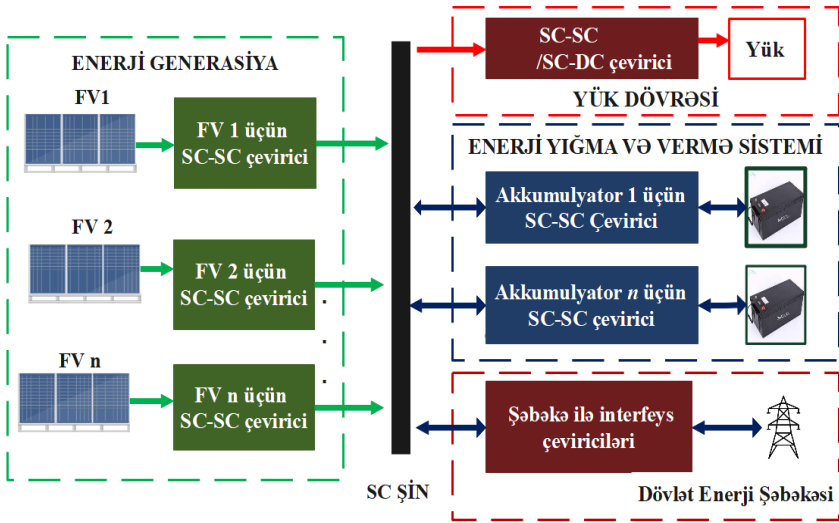 ENERJİ GENERASİYA
FV1
FV 1 üçün
SC-SC çevirici
FV 2
FV 2 üçün
SC-SC çevirici
FV n
FV n üçün
SC-SC çevirici
SC ŞİN
SC-SC
/SC-DC çevirici
Yük
YÜK DÖVRƏSİ
ENERJİ YIĞMA VƏ VERMƏ SİSTEMİ
Akkumulyator 1 üçün
SC-SC Çevirici
Akkumulyator n üçün
SC-SC çevirici
Şəbəkə ilə interfeys
çeviriciləri
Dövlət Enerji Şəbəkəsi